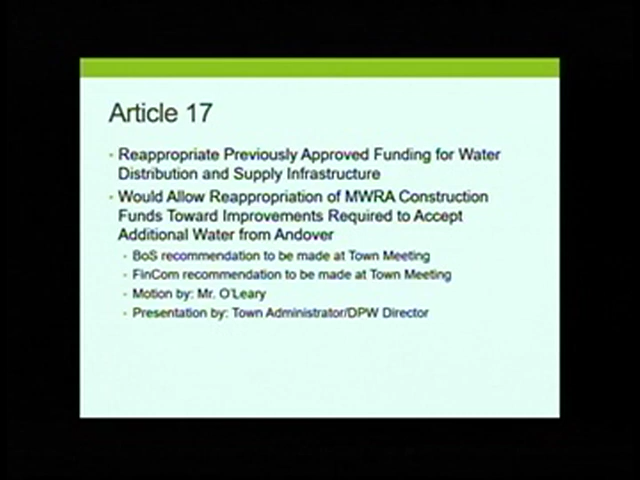 Article 17
· Reappropriate Previously Approved Funding for Water
Distribution and Supply Infrastructure
· Would Allow Reappropriation of MWRA Construction
Funds Toward Improvements Required to Accept
Additional Water from Andover
· BoS recommendation to be made at Town Meeting
· FinCom recommendation to be made at Town Meeting
· Motion by: Mr. O'Leary
· Presentation by: Town Administrator/DPW Director